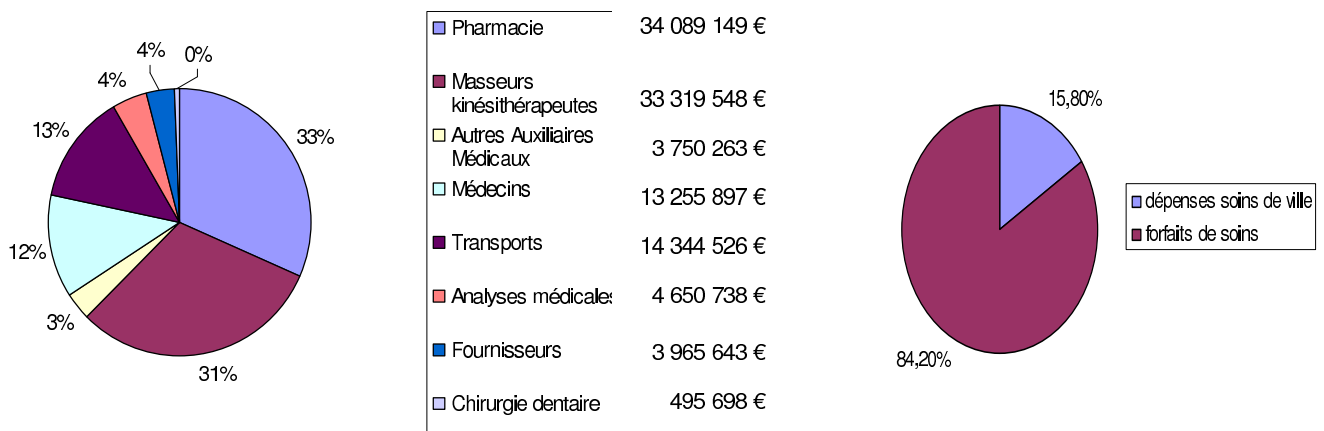 4%
0%
4%
13%
33%
12%
3%
31%
Pharmacie 34 089 149 €
Masseurs
kinésithérapeutes 33 319 548 €
Autres Auxiliaires
Médicaux 3 750 263 €
Médecins 13 255 897 €
Transports 14 344 526 €
Analyses médicales 4 650 738 €
Fournisseurs 3 965 643 €
Chirurgie dentaire 495 698 €
15,80%
84,20%
dépenses soins de ville
forfaits de soins